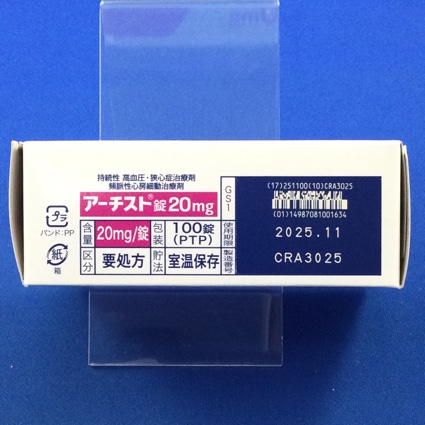 持続性 高血圧・狭心症治療剤
頻脈性心房細動治療剤
アーチスト®錠20mg
含量 20mg/錠 包装 100錠(PTP)
区分 要処方 貯法 室温保存
プラ
バンド:PP
紙
箱
GS1
(17)251100(10)CRA3025
(01)14987081001634
使用期限 2025.11
製造番号 CRA3025